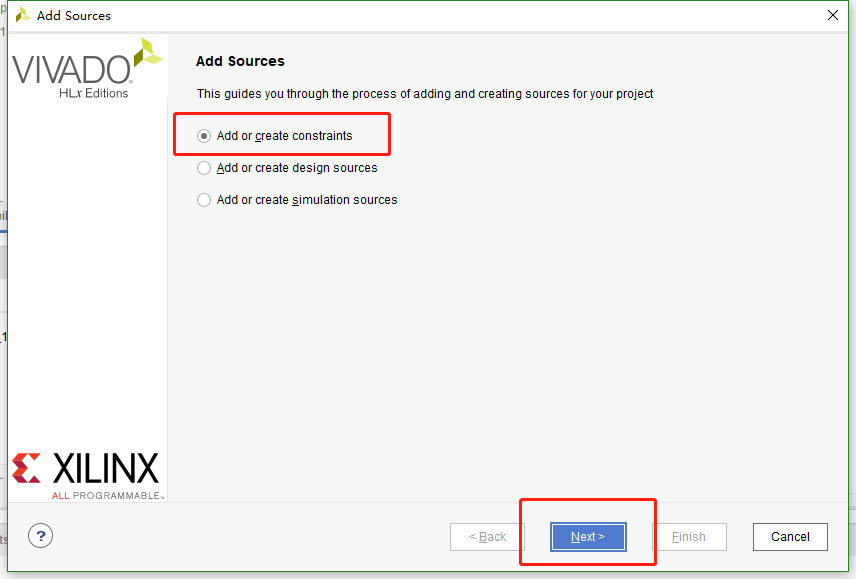 Add Sources
VIVADO
HLx Editions
Add Sources
This guides you through the process of adding and creating sources for your project
Add or create constraints
Add or create design sources
Add or create simulation sources
XILINX
ALL PROGRAMMABLE™
?
< Back
Next >
Finish
Cancel